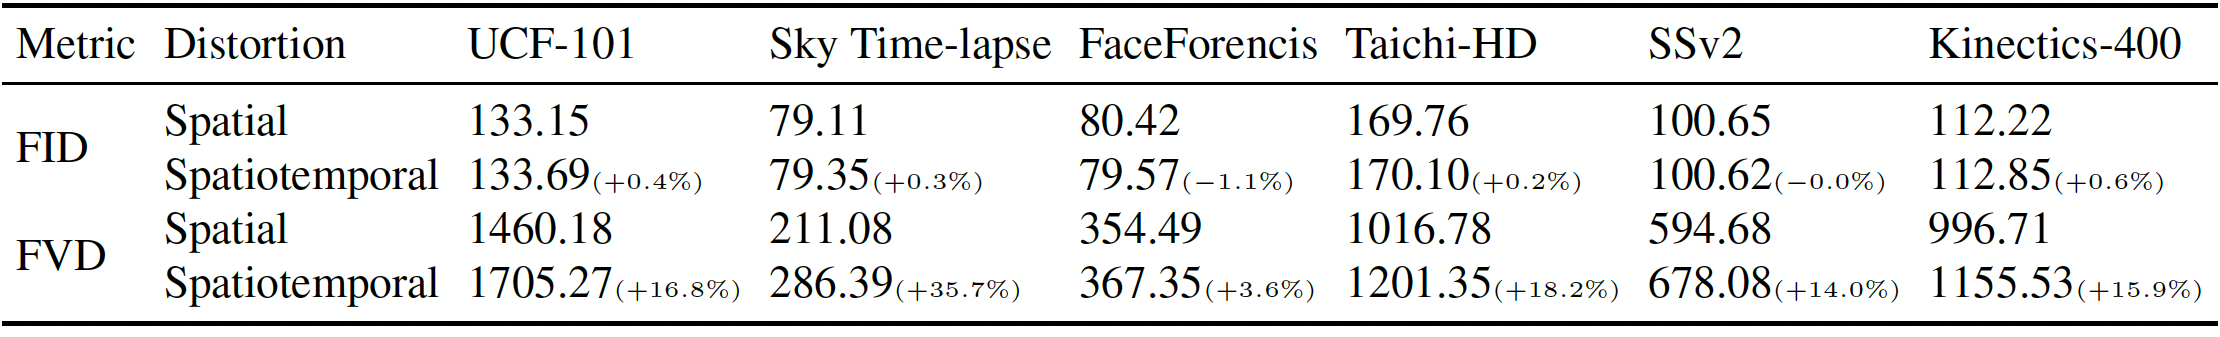 Metric Distortion UCF-101 Sky Time-lapse FaceForencis Taichi-HD SSv2 Kinectics-400
FID
Spatial 133.15 79.11 80.42 169.76 100.65 112.22
Spatiotemporal 133.69(+0.4%) 79.35(+0.3%) 79.57(−1.1%) 170.10(+0.2%) 100.62(−0.0%) 112.85(+0.6%)
FVD
Spatial 1460.18 211.08 354.49 1016.78 594.68 996.71
Spatiotemporal 1705.27(+16.8%) 286.39(+35.7%) 367.35(+3.6%) 1201.35(+18.2%) 678.08(+14.0%) 1155.53(+15.9%)